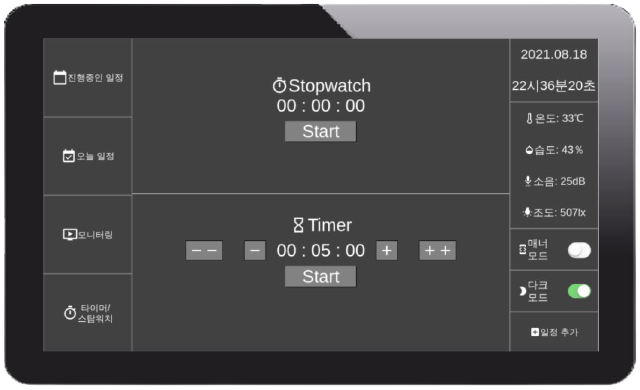 진행중인 일정
오늘 일정
모니터링
타이머/
스탑워치
Stopwatch
00 : 00 : 00
Start
Timer
−− − 00 : 05 : 00 + ++
Start
2021.08.18
22시36분20초
온도: 33℃
습도: 43%
소음: 25dB
조도: 507lx
매너
모드
다크
모드
일정 추가